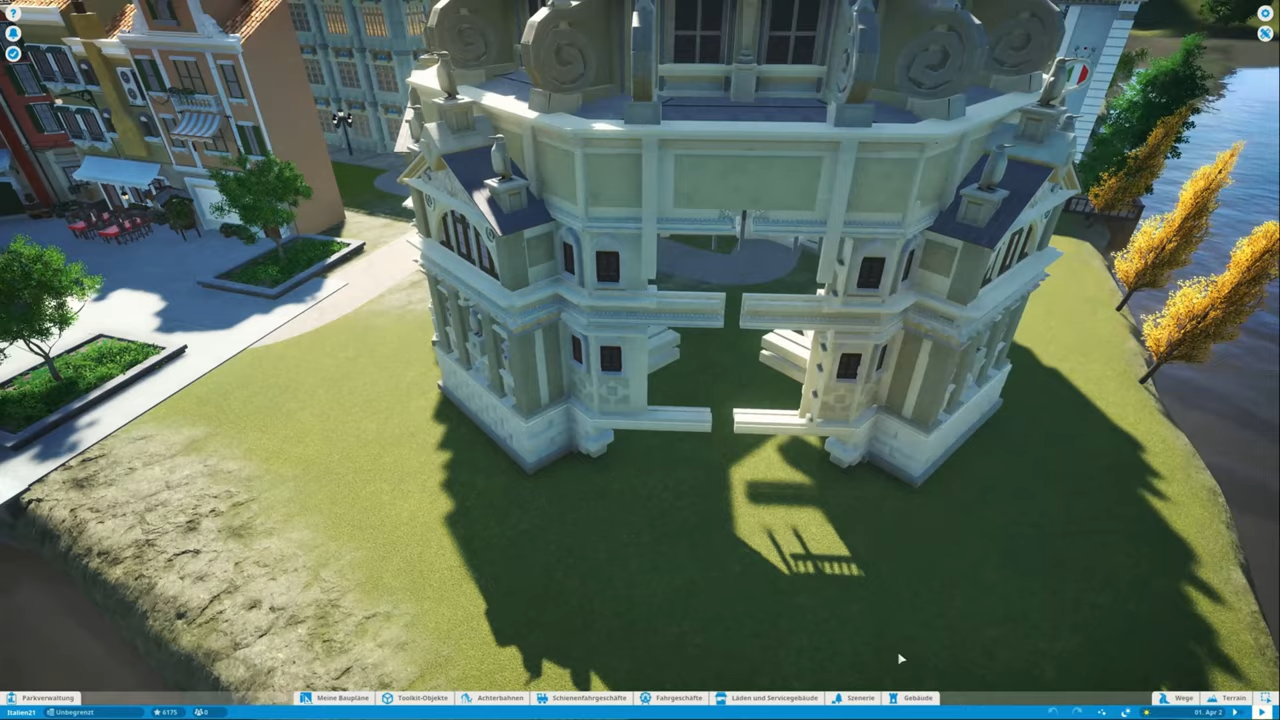 ?
Parkverwaltung
Meine Baupläne
Toolkit-Objekte
Achterbahnen
Schienenfahrgeschäfte
Fahrgeschäfte
Läden und Servicegebäude
Szenerie
Gebäude
Wege
Terrain
Italien21
Unbegrenzt
6175
0
01. Apr 2